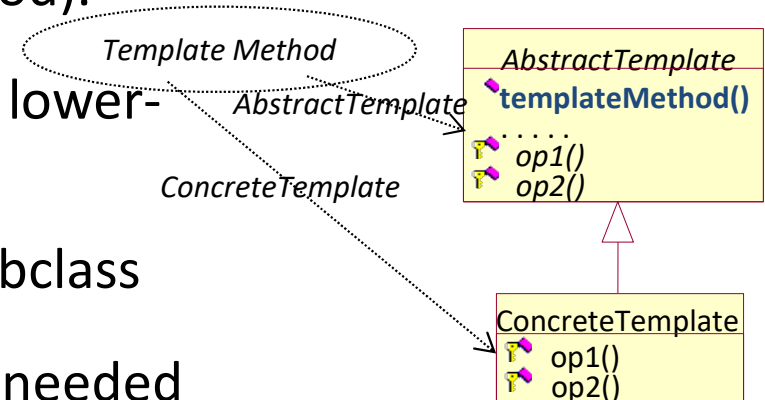 od).
Template Method
AbstractTemplate
lower-
AbstractTemplate
templateMethod()
. . . . .
op1()
op2()
ConcreteTemplate
bclass
ConcreteTemplate
op1()
needed
op2()